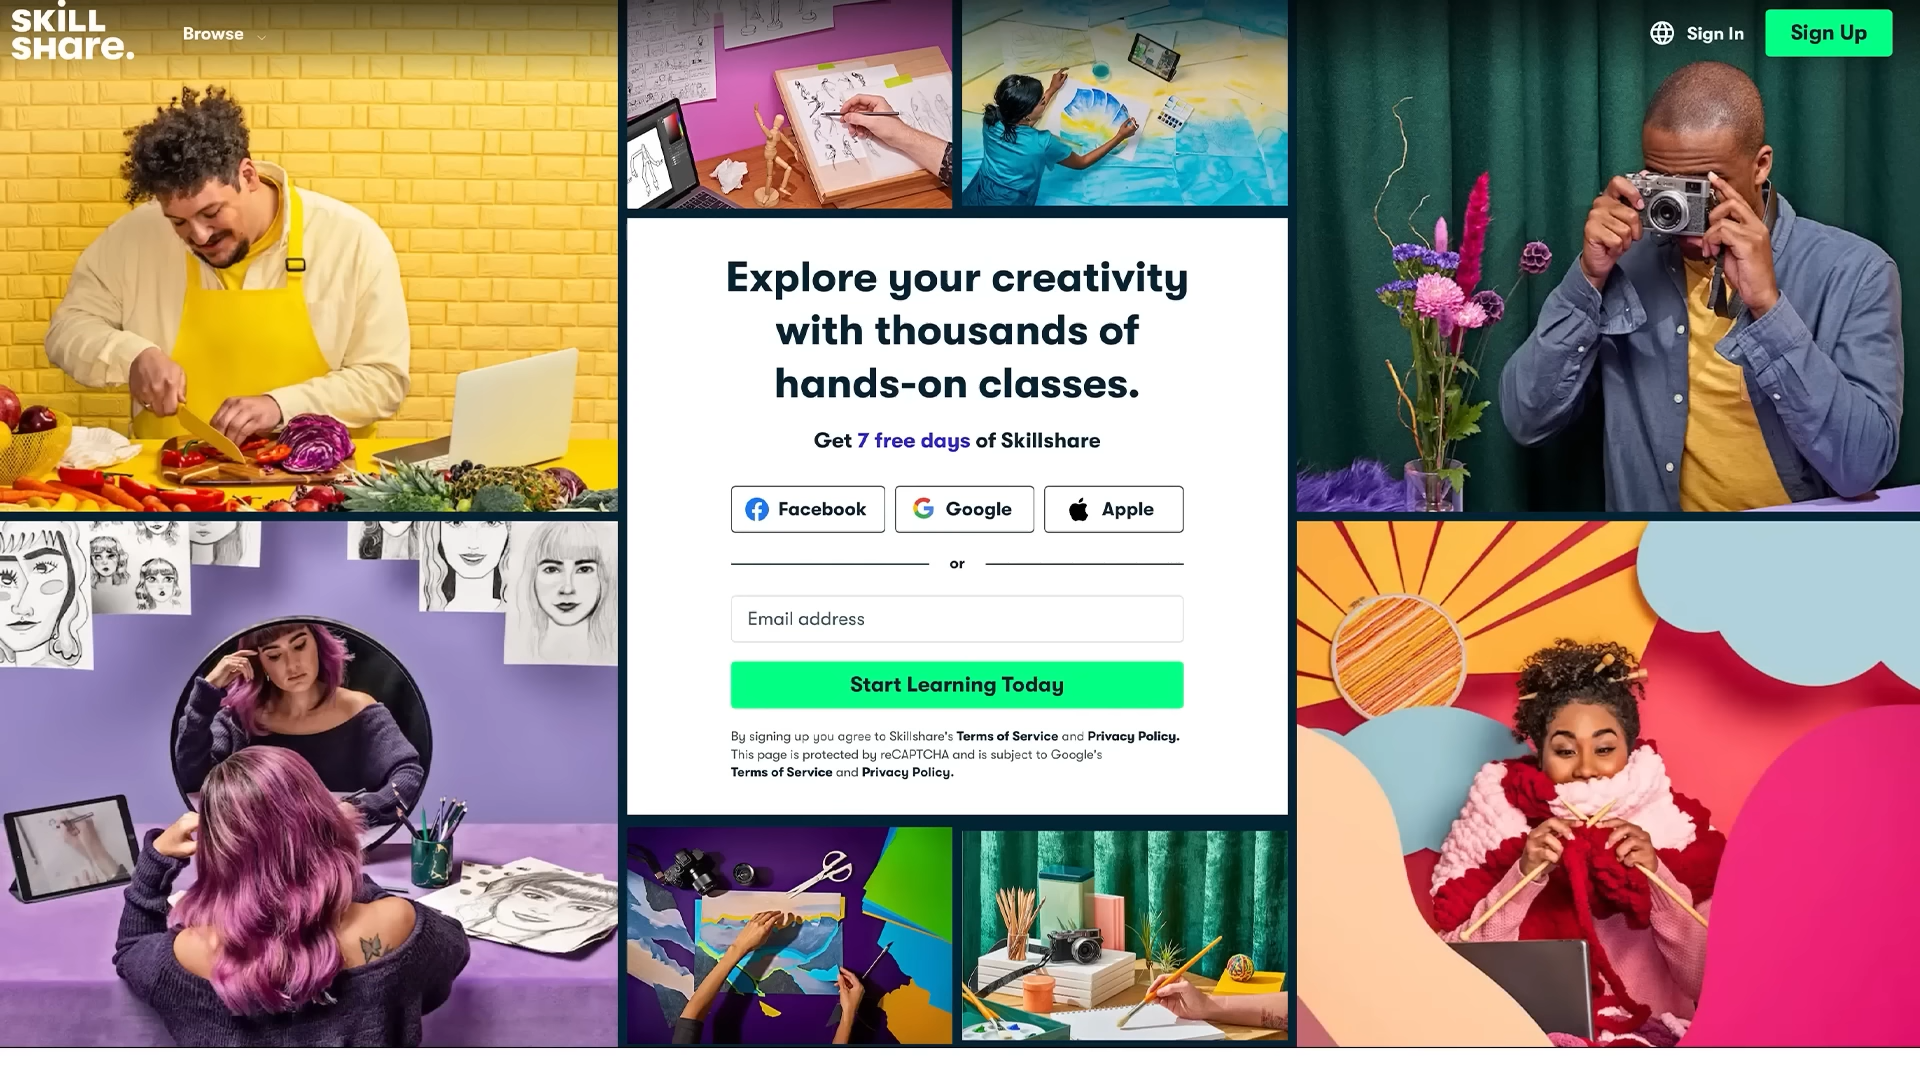 SKiLL
SHare.
Browse
Sign In
Sign Up
Explore your creativity
with thousands of
hands-on classes.
Get 7 free days of Skillshare
Facebook
Google
Apple
or
Email address
Start Learning Today
By signing up you agree to Skillshare's Terms of Service and Privacy Policy.
This page is protected by reCAPTCHA and is subject to Google's
Terms of Service and Privacy Policy.